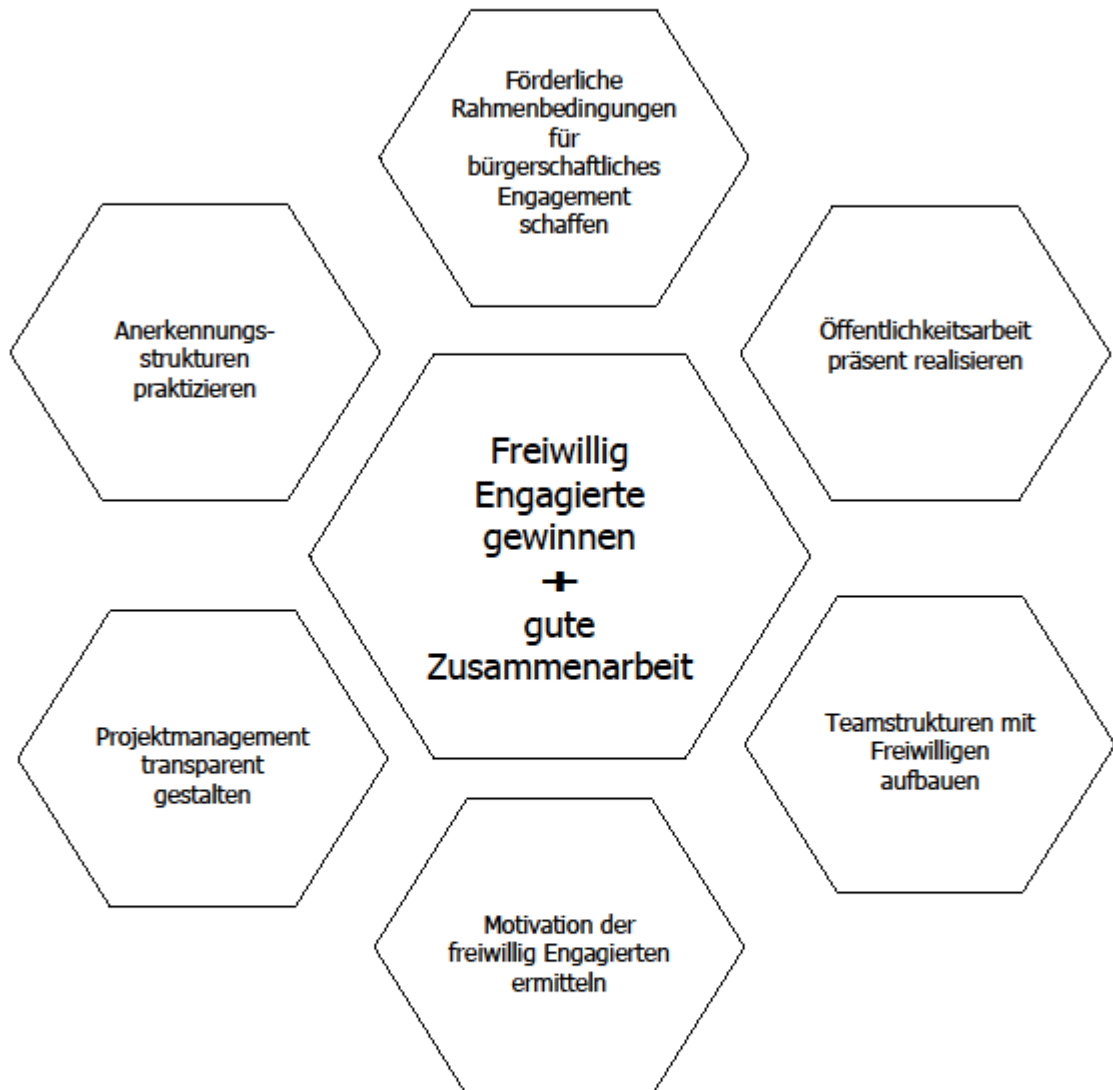 Förderliche
Rahmenbedingungen
für
bürgerschaftliches
Engagement
schaffen
Anerkennungs-
strukturen
praktizieren
Öffentlichkeitsarbeit
präsent realisieren
Freiwillig
Engagierte
gewinnen
+
gute
Zusammenarbeit
Projektmanagement
transparent
gestalten
Teamstrukturen mit
Freiwilligen
aufbauen
Motivation der
freiwillig Engagierten
ermitteln